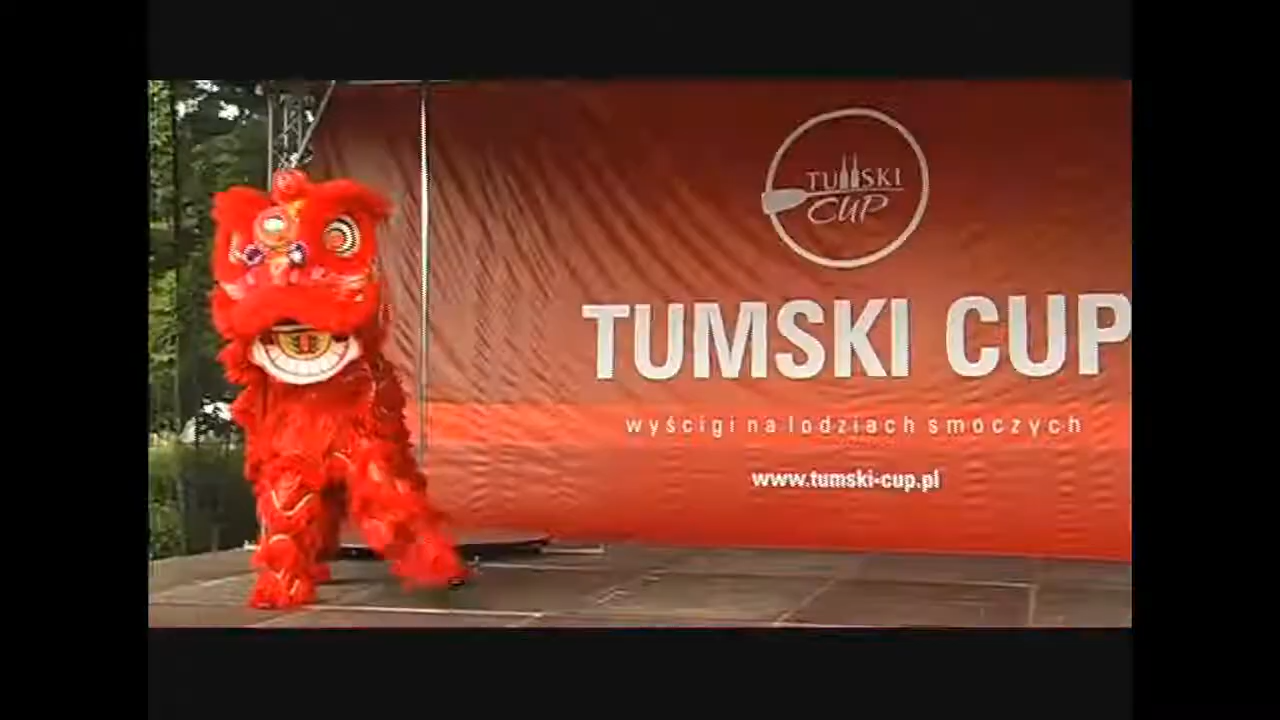 TUMSKI
CUP
TUMSKI CUP
wyścigi na łodziach smoczych
www.tumski-cup.pl